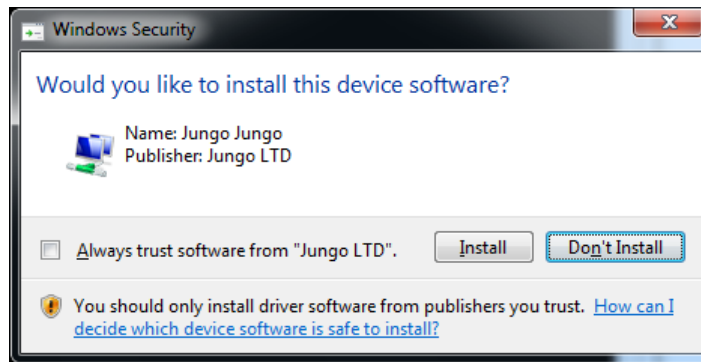 Windows Security
Would you like to install this device software?
Name: Jungo Jungo
Publisher: Jungo LTD
Always trust software from "Jungo LTD".
Install
Don't Install
You should only install driver software from publishers you trust. How can I
decide which device software is safe to install?